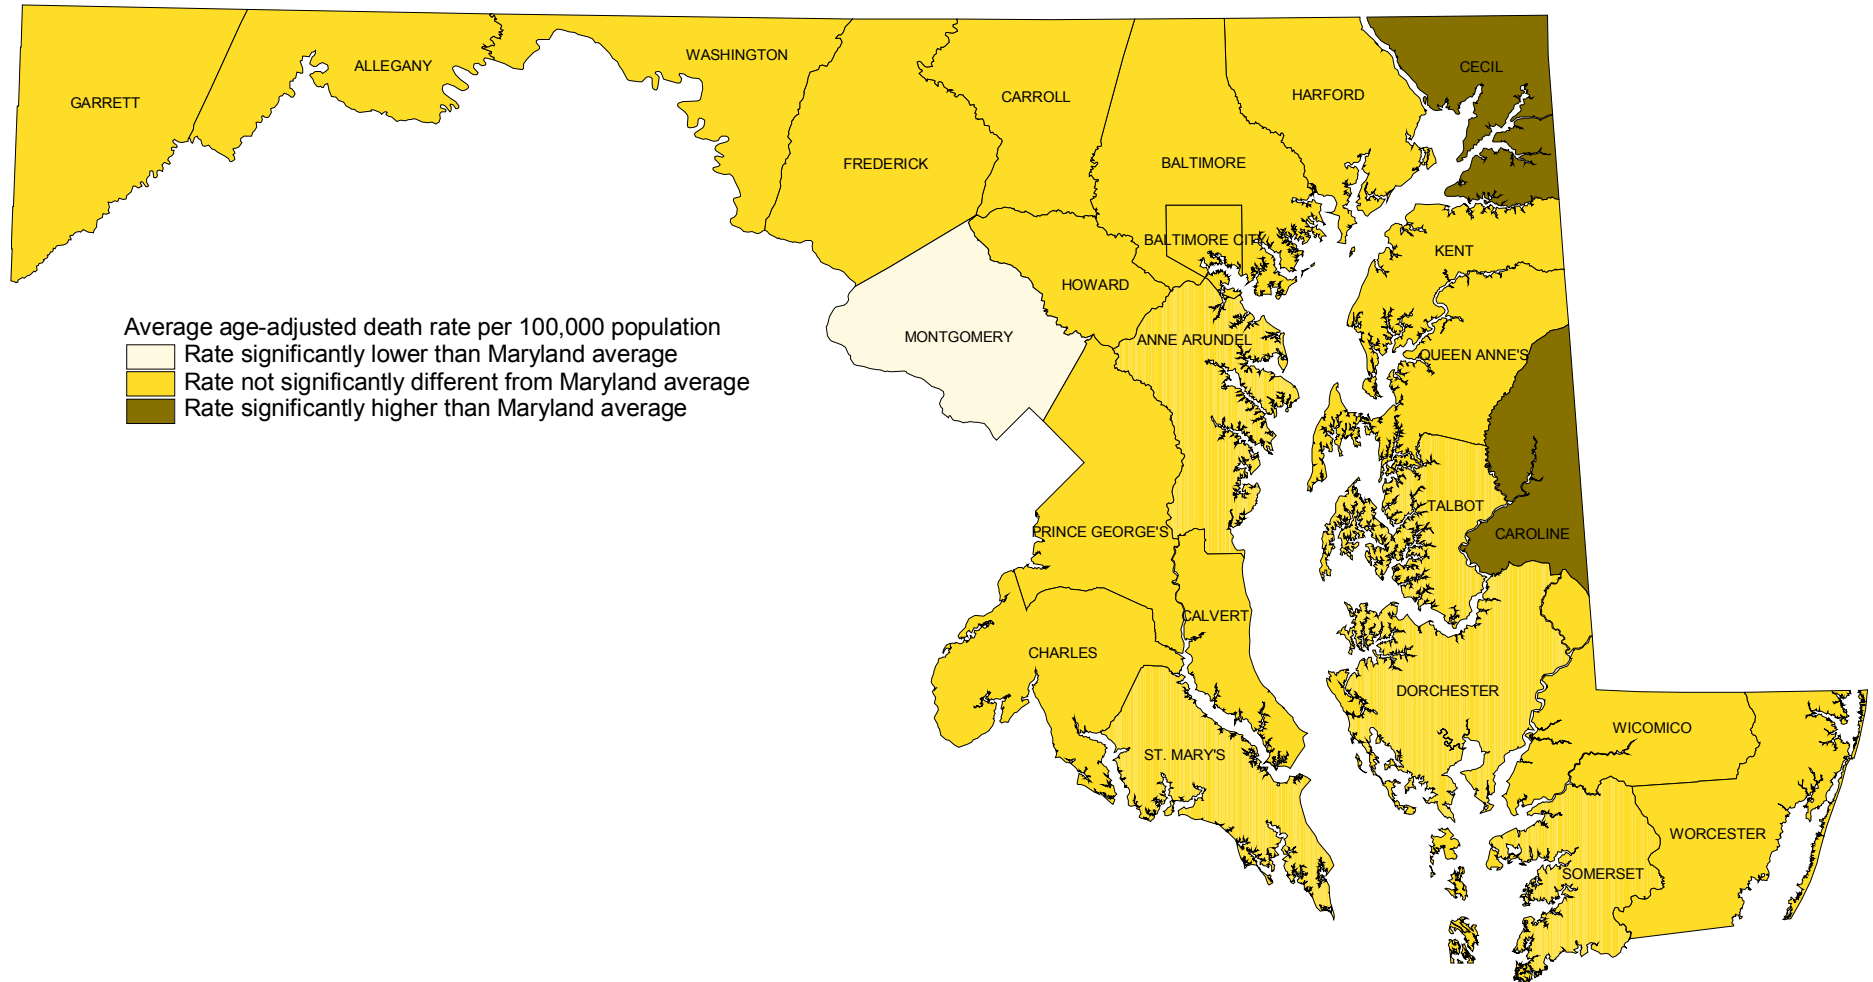 CECIL
WASHINGTON
ALLEGANY
GARRETT
CARROLL
HARFORD
FREDERICK
BALTIMORE
BALTIMORE CITY
KENT
HOWARD
Average age-adjusted death rate per 100,000 population
Rate significantly lower than Maryland average
Rate not significantly different from Maryland average
Rate significantly higher than Maryland average
MONTGOMERY
ANNE ARUNDEL
QUEEN ANNE'S
TALBOT
PRINCE GEORGE'S
CAROLINE
CALVERT
CHARLES
DORCHESTER
WICOMICO
ST. MARY'S
WORCESTER
SOMERSET